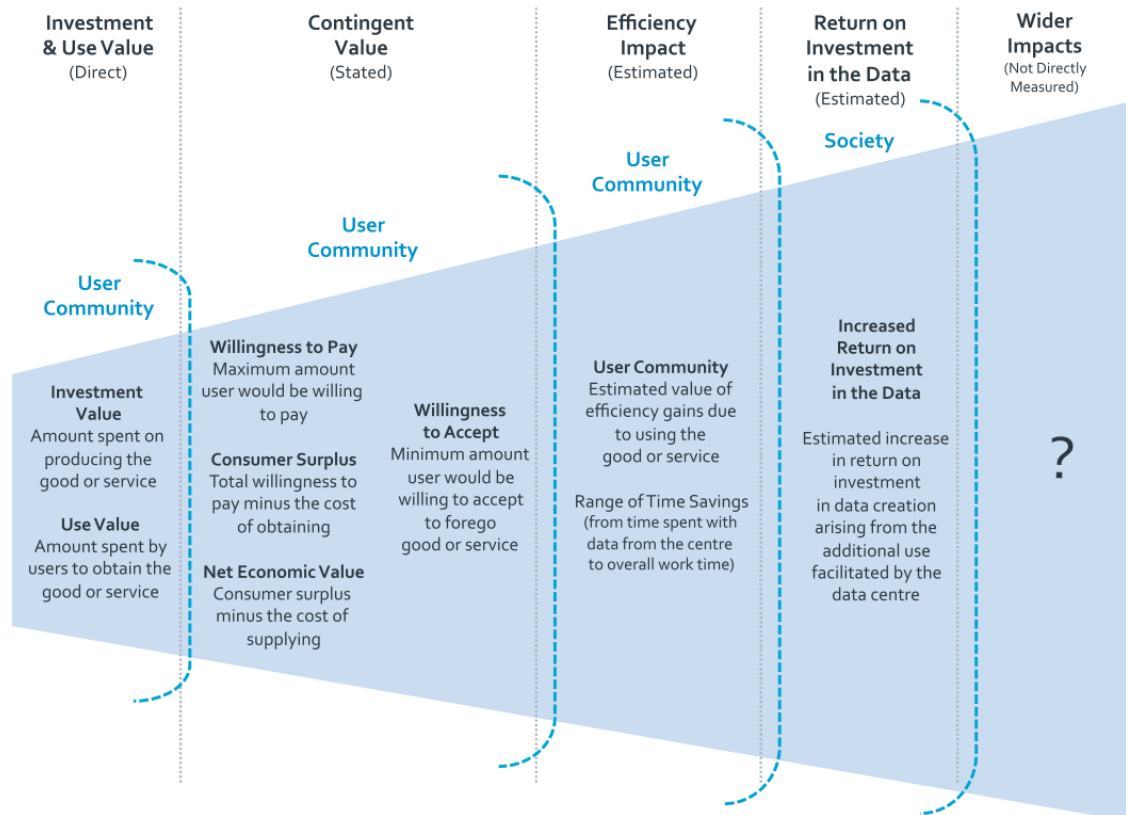 Investment
& Use Value
(Direct)
Contingent
Value
(Stated)
Efficiency
Impact
(Estimated)
Return on
Investment
in the Data
(Estimated)
Wider
Impacts
(Not Directly
Measured)
User
Community
User
Community
User
Community
Society
Investment
Value
Amount spent on
producing the
good or service
Use Value
Amount spent by
users to obtain the
good or service
Willingness to Pay
Maximum amount
user would be willing
to pay
Consumer Surplus
Total willingness to
pay minus the cost
of obtaining
Net Economic Value
Consumer surplus
minus the cost of
supplying
Willingness
to Accept
Minimum amount
user would be
willing to accept
to forego
good or service
User Community
Estimated value of
efficiency gains due
to using the
good or service
Range of Time Savings
(from time spent with
data from the centre
to overall work time)
Increased
Return on
Investment
in the Data
Estimated increase
in return on
investment
in data creation
arising from the
additional use
facilitated by the
data centre
?